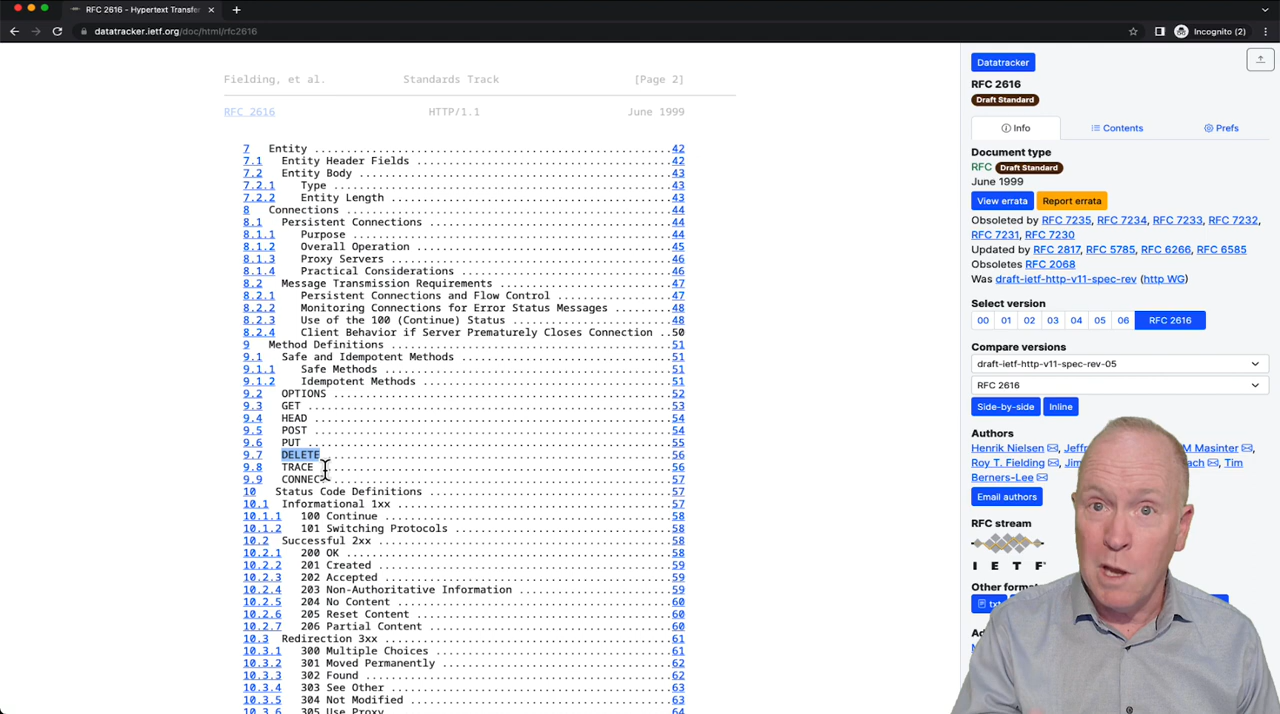 RFC 2616 - Hypertext Transfer
datatracker.ietf.org/doc/html/rfc2616
Incognito (2)
Fielding, et al. Standards Track [Page 2]
RFC 2616 HTTP/1.1 June 1999
7 Entity ...................................................42
7.1 Entity Header Fields ......................................42
7.2 Entity Body ...............................................43
7.2.1 Type ...................................................43
7.2.2 Entity Length ..........................................43
8 Connections ..............................................44
8.1 Persistent Connections ....................................44
8.1.1 Purpose ................................................44
8.1.2 Overall Operation ......................................45
8.1.3 Proxy Servers ..........................................46
8.1.4 Practical Considerations ...............................46
8.2 Message Transmission Requirements .........................47
8.2.1 Persistent Connections and Flow Control ................47
8.2.2 Monitoring Connections for Error Status Messages .......48
8.2.3 Use of the 100 (Continue) Status .......................48
8.2.4 Client Behavior if Server Prematurely Closes Connection ..50
9 Method Definitions .......................................51
9.1 Safe and Idempotent Methods ...............................51
9.1.1 Safe Methods ...........................................51
9.1.2 Idempotent Methods .....................................51
9.2 OPTIONS ...................................................52
9.3 GET .......................................................53
9.4 HEAD ......................................................54
9.5 POST ......................................................54
9.6 PUT .......................................................55
9.7 DELETE ....................................................56
9.8 TRACE .....................................................56
9.9 CONNEC ...................................................57
10 Status Code Definitions ..................................57
10.1 Informational 1xx ........................................57
10.1.1 100 Continue ...........................................58
10.1.2 101 Switching Protocols ................................58
10.2 Successful 2xx ...........................................58
10.2.1 200 OK .................................................58
10.2.2 201 Created ............................................59
10.2.3 202 Accepted ...........................................59
10.2.4 203 Non-Authoritative Information ......................59
10.2.5 204 No Content .........................................60
10.2.6 205 Reset Content ......................................60
10.2.7 206 Partial Content ....................................60
10.3 Redirection 3xx ..........................................61
10.3.1 300 Multiple Choices ...................................61
10.3.2 301 Moved Permanently ..................................62
10.3.3 302 Found ..............................................62
10.3.4 303 See Other ..........................................63
10.3.5 304 Not Modified .......................................63
10.3.6 305 Use Proxy ..........................................64
Datatracker
RFC 2616
Draft Standard
Info Contents Prefs
Document type
RFC Draft Standard
June 1999
View errata Report errata
Obsoleted by RFC 7235, RFC 7234, RFC 7233, RFC 7232,
RFC 7231, RFC 7230
Updated by RFC 2817, RFC 5785, RFC 6266, RFC 6585
Obsoletes RFC 2068
Was draft-ietf-http-v11-spec-rev (http WG)
Select version
00 01 02 03 04 05 06 RFC 2616
Compare versions
draft-ietf-http-v11-spec-rev-05
RFC 2616
Side-by-side Inline
Authors
Henrik Nielsen, Jeffr M Masinter,
Roy T. Fielding, Jim ach, Tim
Berners-Lee
Email authors
RFC stream
I E T F
Other format
txt